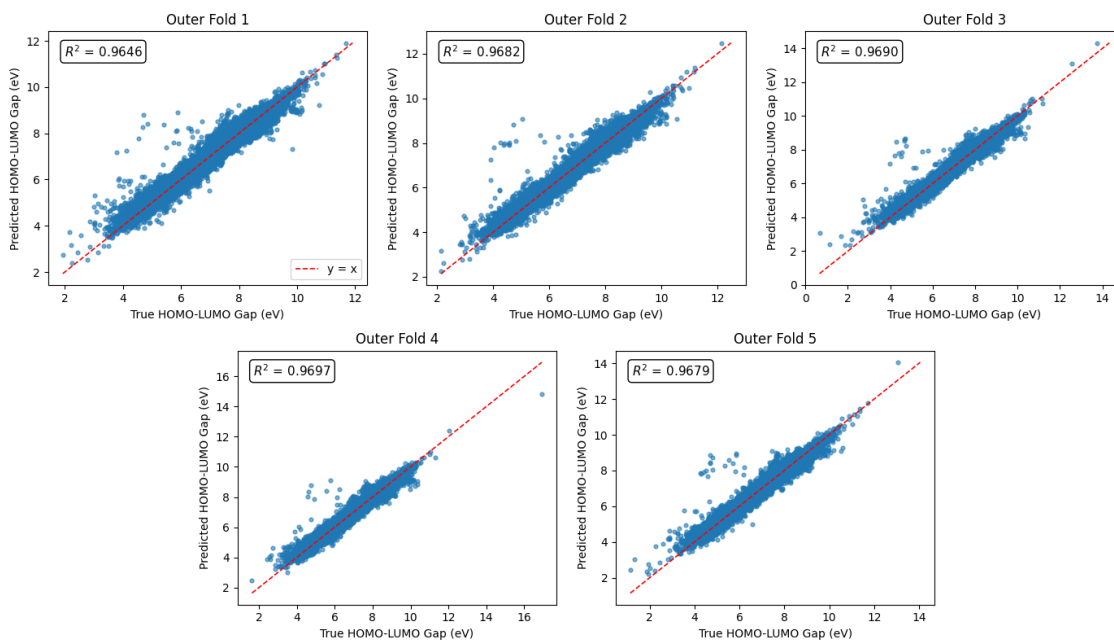 Outer Fold 1
R² = 0.9646
12
10
8
6
4
2
Predicted HOMO-LUMO Gap (eV)
y = x
2 4 6 8 10 12
True HOMO-LUMO Gap (eV)
Outer Fold 2
R² = 0.9682
12
10
8
6
4
2
Predicted HOMO-LUMO Gap (eV)
2 4 6 8 10 12
True HOMO-LUMO Gap (eV)
Outer Fold 3
R² = 0.9690
14
12
10
8
6
4
2
0
Predicted HOMO-LUMO Gap (eV)
0 2 4 6 8 10 12 14
True HOMO-LUMO Gap (eV)
Outer Fold 4
R² = 0.9697
16
14
12
10
8
6
4
2
Predicted HOMO-LUMO Gap (eV)
2 4 6 8 10 12 14 16
True HOMO-LUMO Gap (eV)
Outer Fold 5
R² = 0.9679
14
12
10
8
6
4
2
Predicted HOMO-LUMO Gap (eV)
2 4 6 8 10 12 14
True HOMO-LUMO Gap (eV)